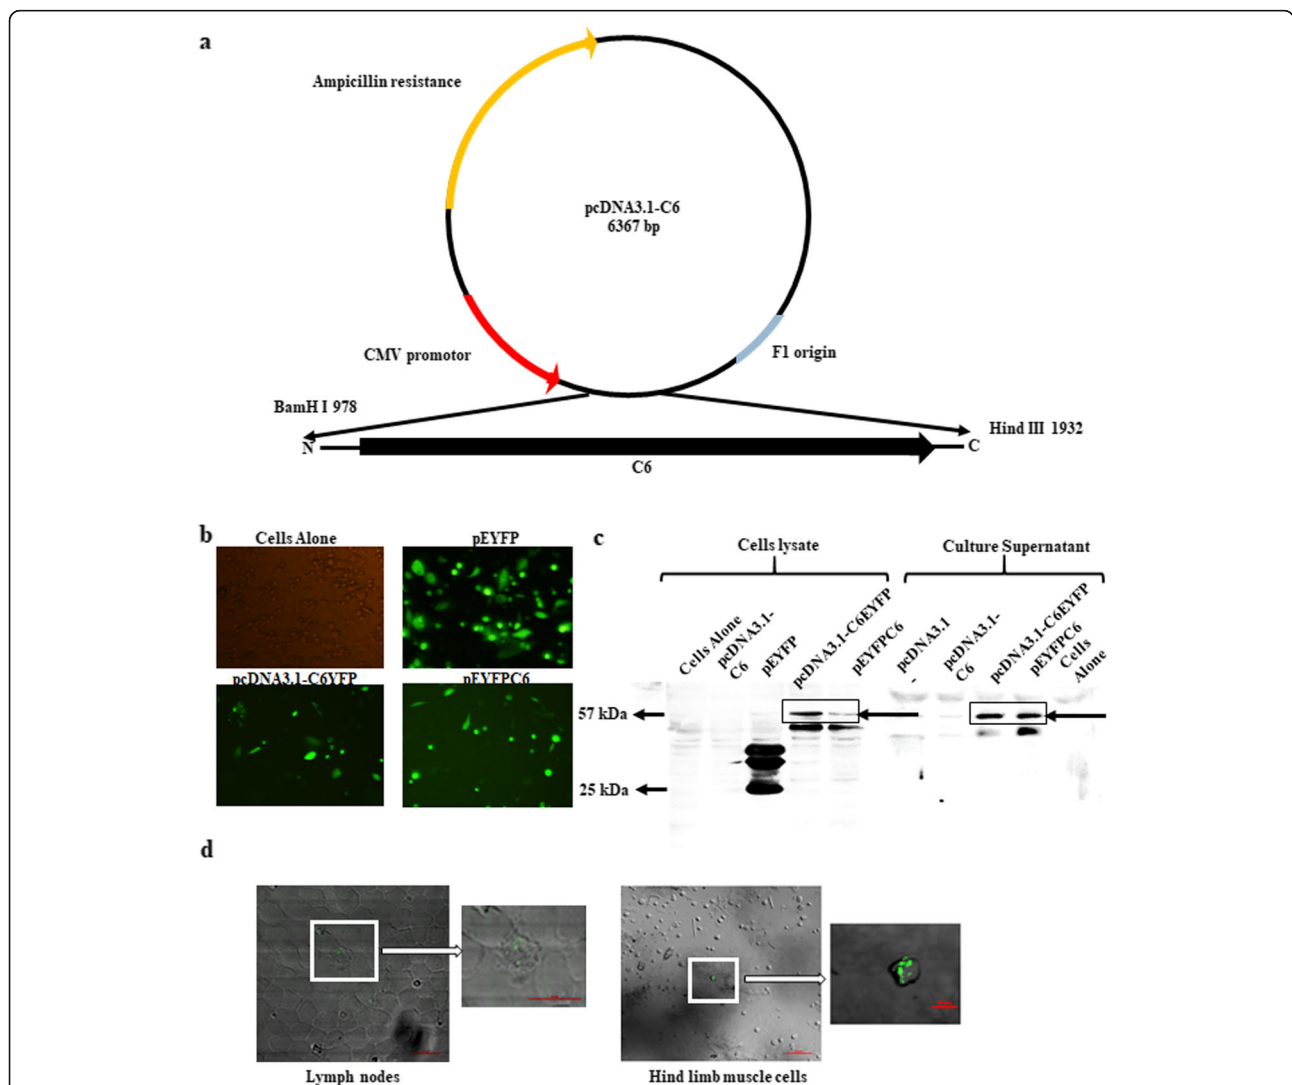 a
Ampicillin resistance
pcDNA3.1-C6
6367 bp
CMV promotor
F1 origin
BamH I 978
Hind III 1932
N
C
C6
b
Cells Alone
pEYFP
pcDNA3.1-C6YFP
pEYFPC6
c
Cells lysate
Culture Supernatant
Cells Alone
pcDNA3.1-
C6
pEYFP
pcDNA3.1-C6EYFP
pEYFPC6
pcDNA3.1
-
pcDNA3.1-
C6
pcDNA3.1-C6EYFP
pEYFPC6
Cells
Alone
57 kDa
25 kDa
d
Lymph nodes
Hind limb muscle cells